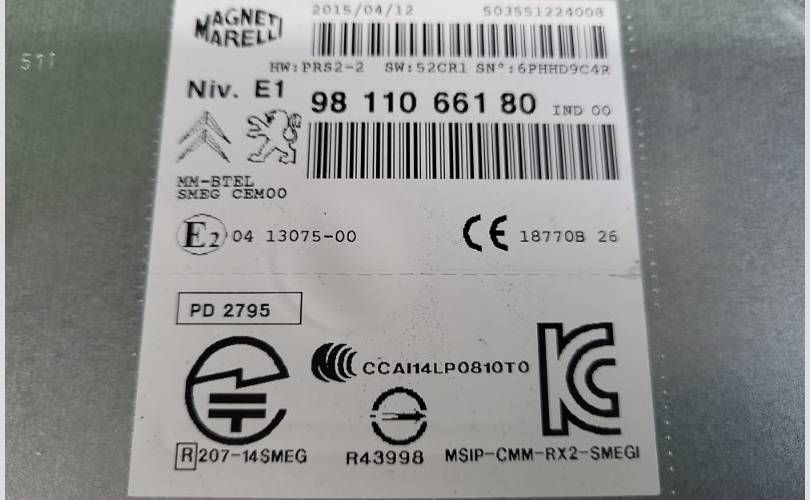 MAGNETI
MARELLI
2015/04/12 503551224008
511
HW:PRS2-2 SW:52CR1 SN°:6PHHD9C4R
Niv. E1
98 110 661 80 IND 00
MM-BTEL
SMEG CEM00
E2 04 13075-00
CE 18770B 26
PD 2795
CCAI14LP0810T0
R 207-14SMEG
R43998
MSIP-CMM-RX2-SMEGI